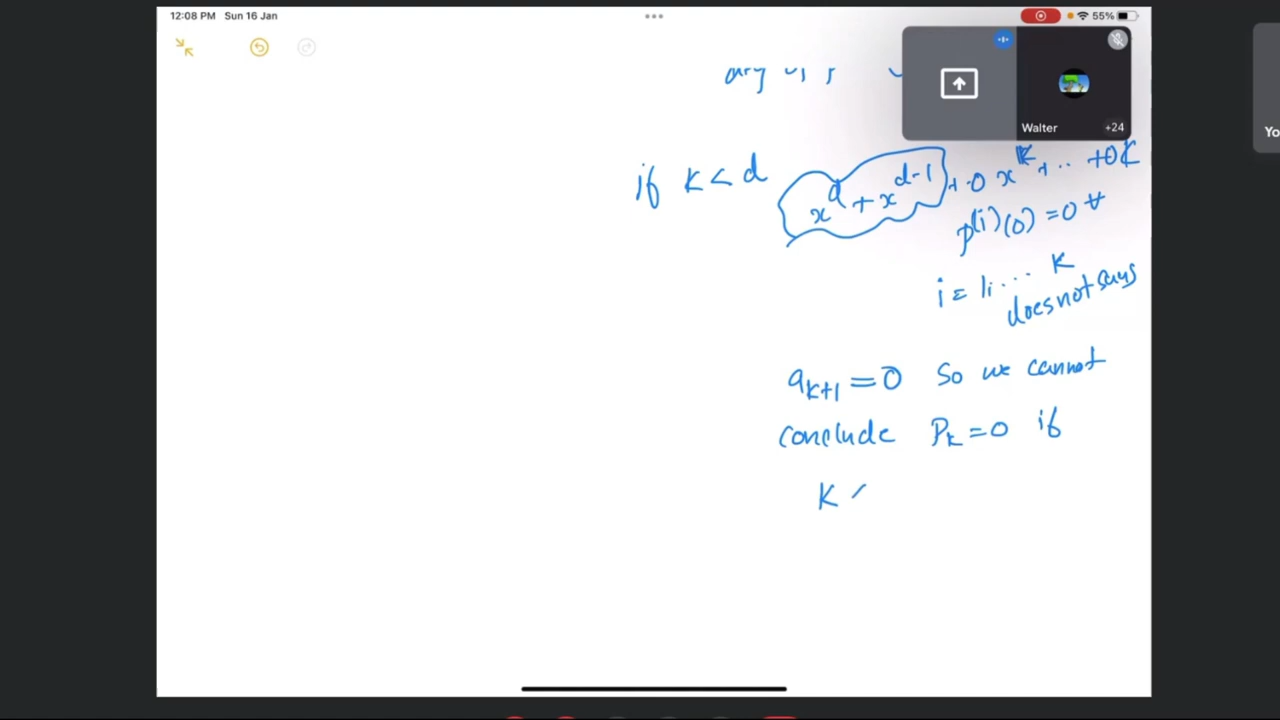 12:08 PM Sun 16 Jan
55%
Walter +24
Yo
if K < d x^d + x^{d-1} + 0 x^k + .. + 0
p^{(i)}(0) = 0 ∀
i = 1, ... K
does not says
a_{k+1} = 0 So we cannot
conclude P_k = 0 if
K <